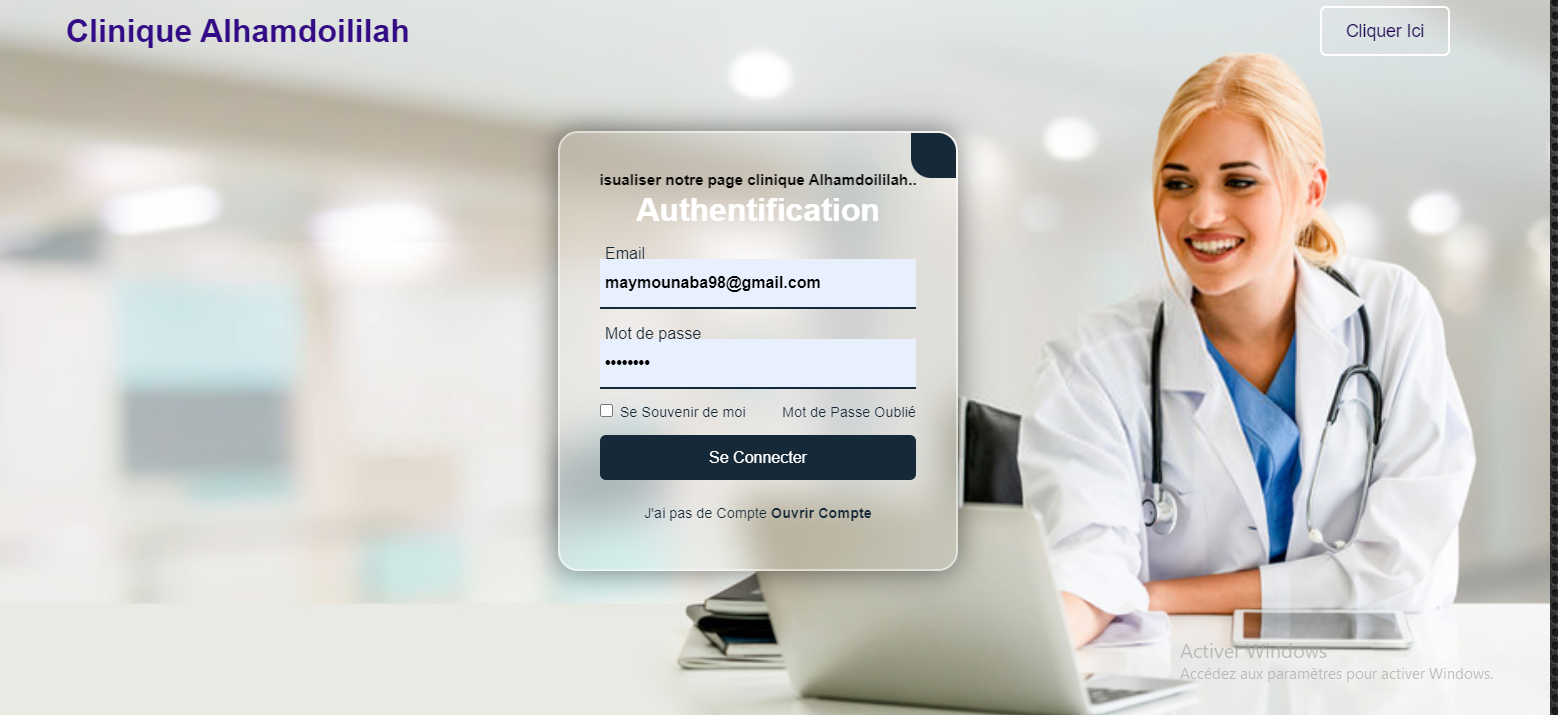 Clinique Alhamdoililah
Cliquer Ici
isualiser notre page clinique Alhamdoililah..
Authentification
Email
maymounaba98@gmail.com
Mot de passe
••••••••
Se Souvenir de moi Mot de Passe Oublié
Se Connecter
J'ai pas de Compte Ouvrir Compte
Activer Windows
Accédez aux paramètres pour activer Windows.